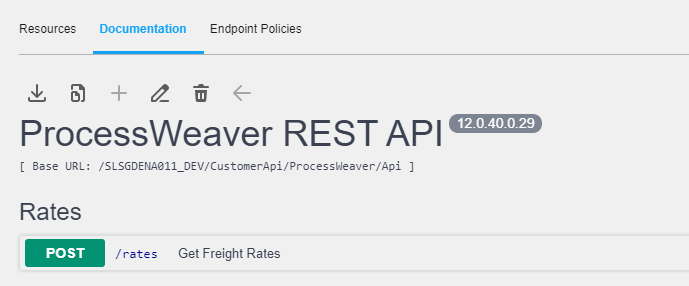 Resources Documentation Endpoint Policies
ProcessWeaver REST API 12.0.40.0.29
[ Base URL: /SLSGDENA011_DEV/CustomerApi/ProcessWeaver/Api ]
Rates
POST /rates Get Freight Rates